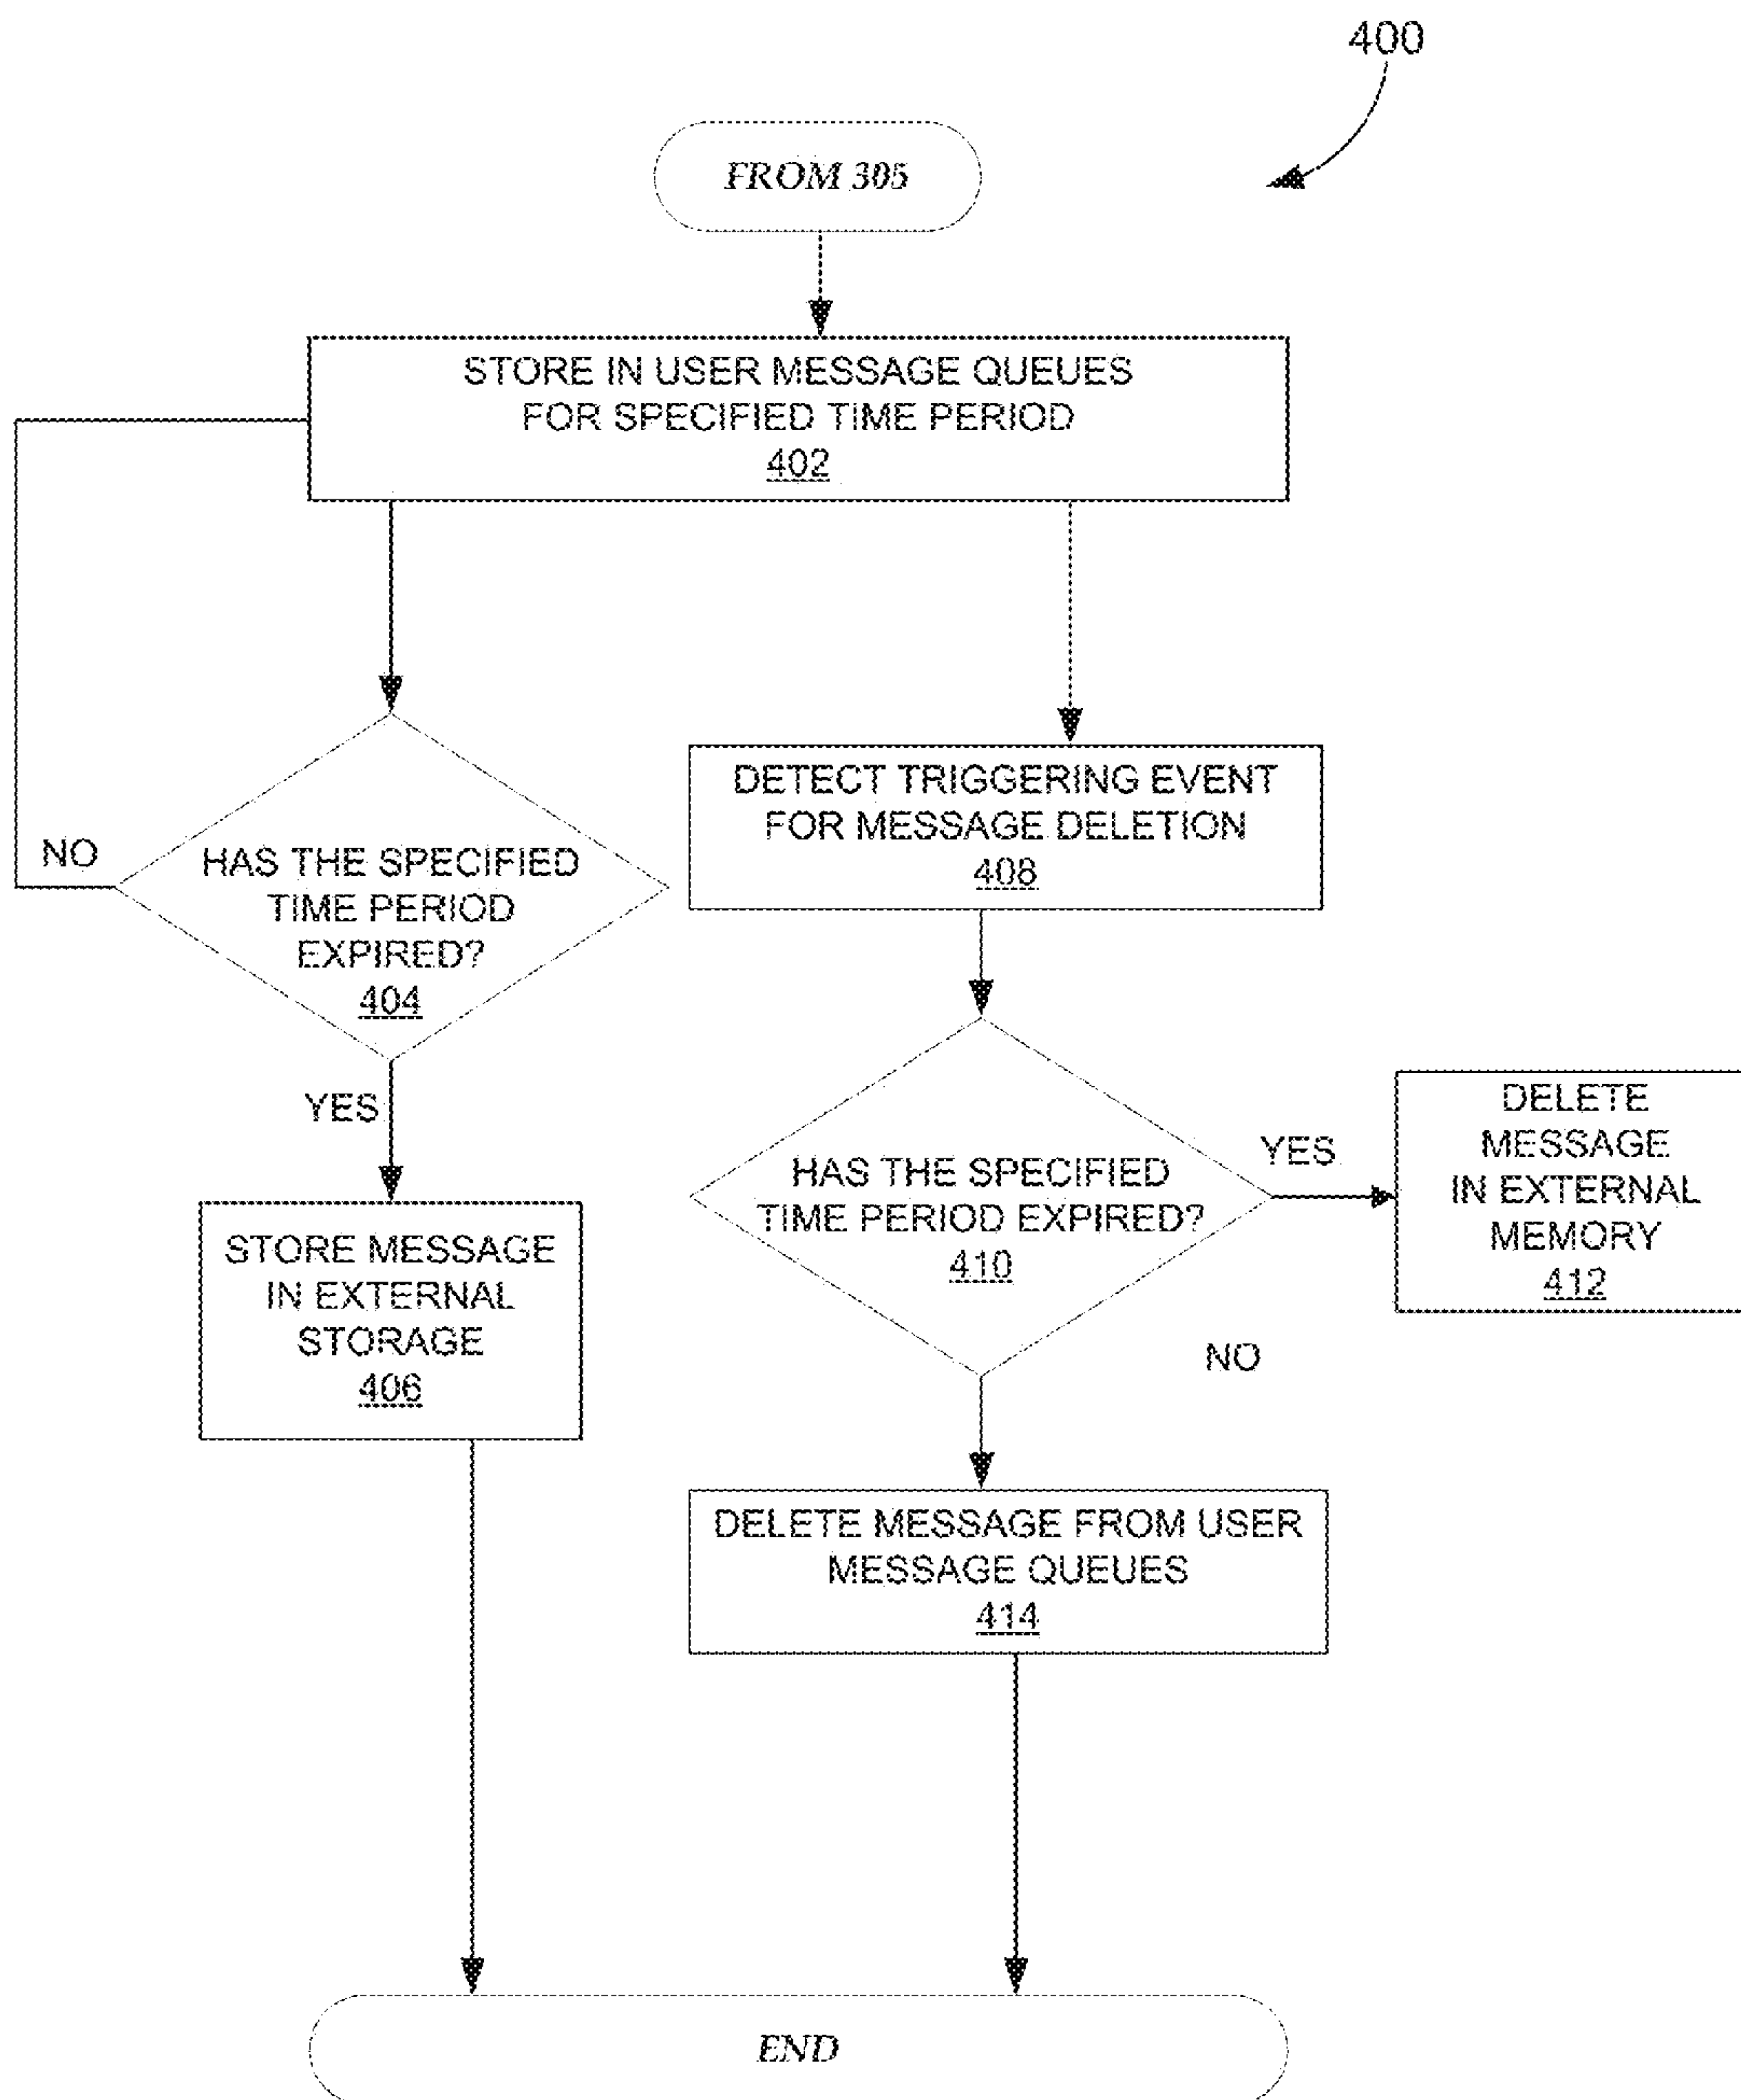 400
FROM 305
STORE IN USER MESSAGE QUEUES
FOR SPECIFIED TIME PERIOD
402
NO
HAS THE SPECIFIED
TIME PERIOD
EXPIRED?
404
YES
STORE MESSAGE
IN EXTERNAL
STORAGE
406
DETECT TRIGGERING EVENT
FOR MESSAGE DELETION
408
HAS THE SPECIFIED
TIME PERIOD EXPIRED?
410
YES
DELETE
MESSAGE
IN EXTERNAL
MEMORY
412
NO
DELETE MESSAGE FROM USER
MESSAGE QUEUES
414
END